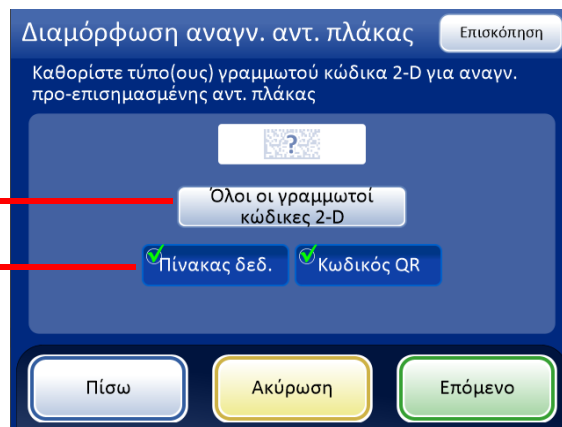 Διαμόρφωση αναγν. αντ. πλάκας
Επισκόπηση
Καθορίστε τύπο(ους) γραμμωτού κώδικα 2-D για αναγν.
προ-επισημασμένης αντ. πλάκας
?
Όλοι οι γραμμωτοί
κώδικες 2-D
Πίνακας δεδ.
Κωδικός QR
Πίσω
Ακύρωση
Επόμενο